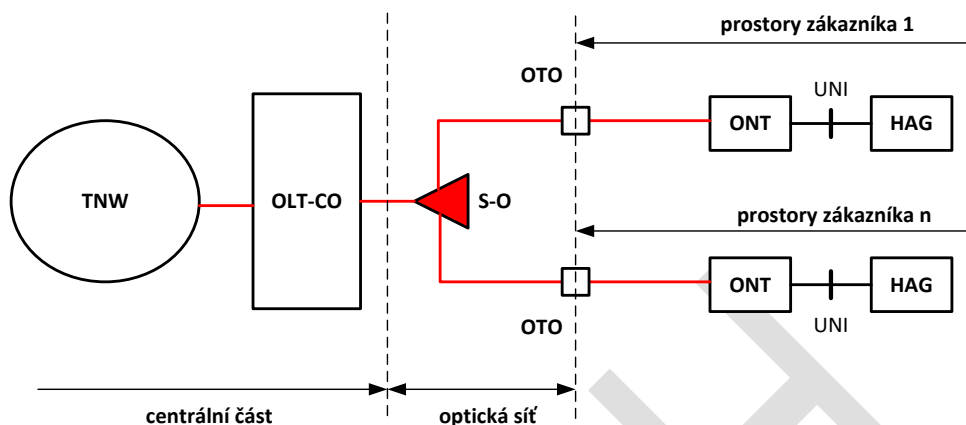 prostory zákazníka 1
OTO
UNI
ONT
HAG
TNW
OLT-CO
S-O
prostory zákazníka n
ONT
HAG
OTO
UNI
centrální část
optická síť